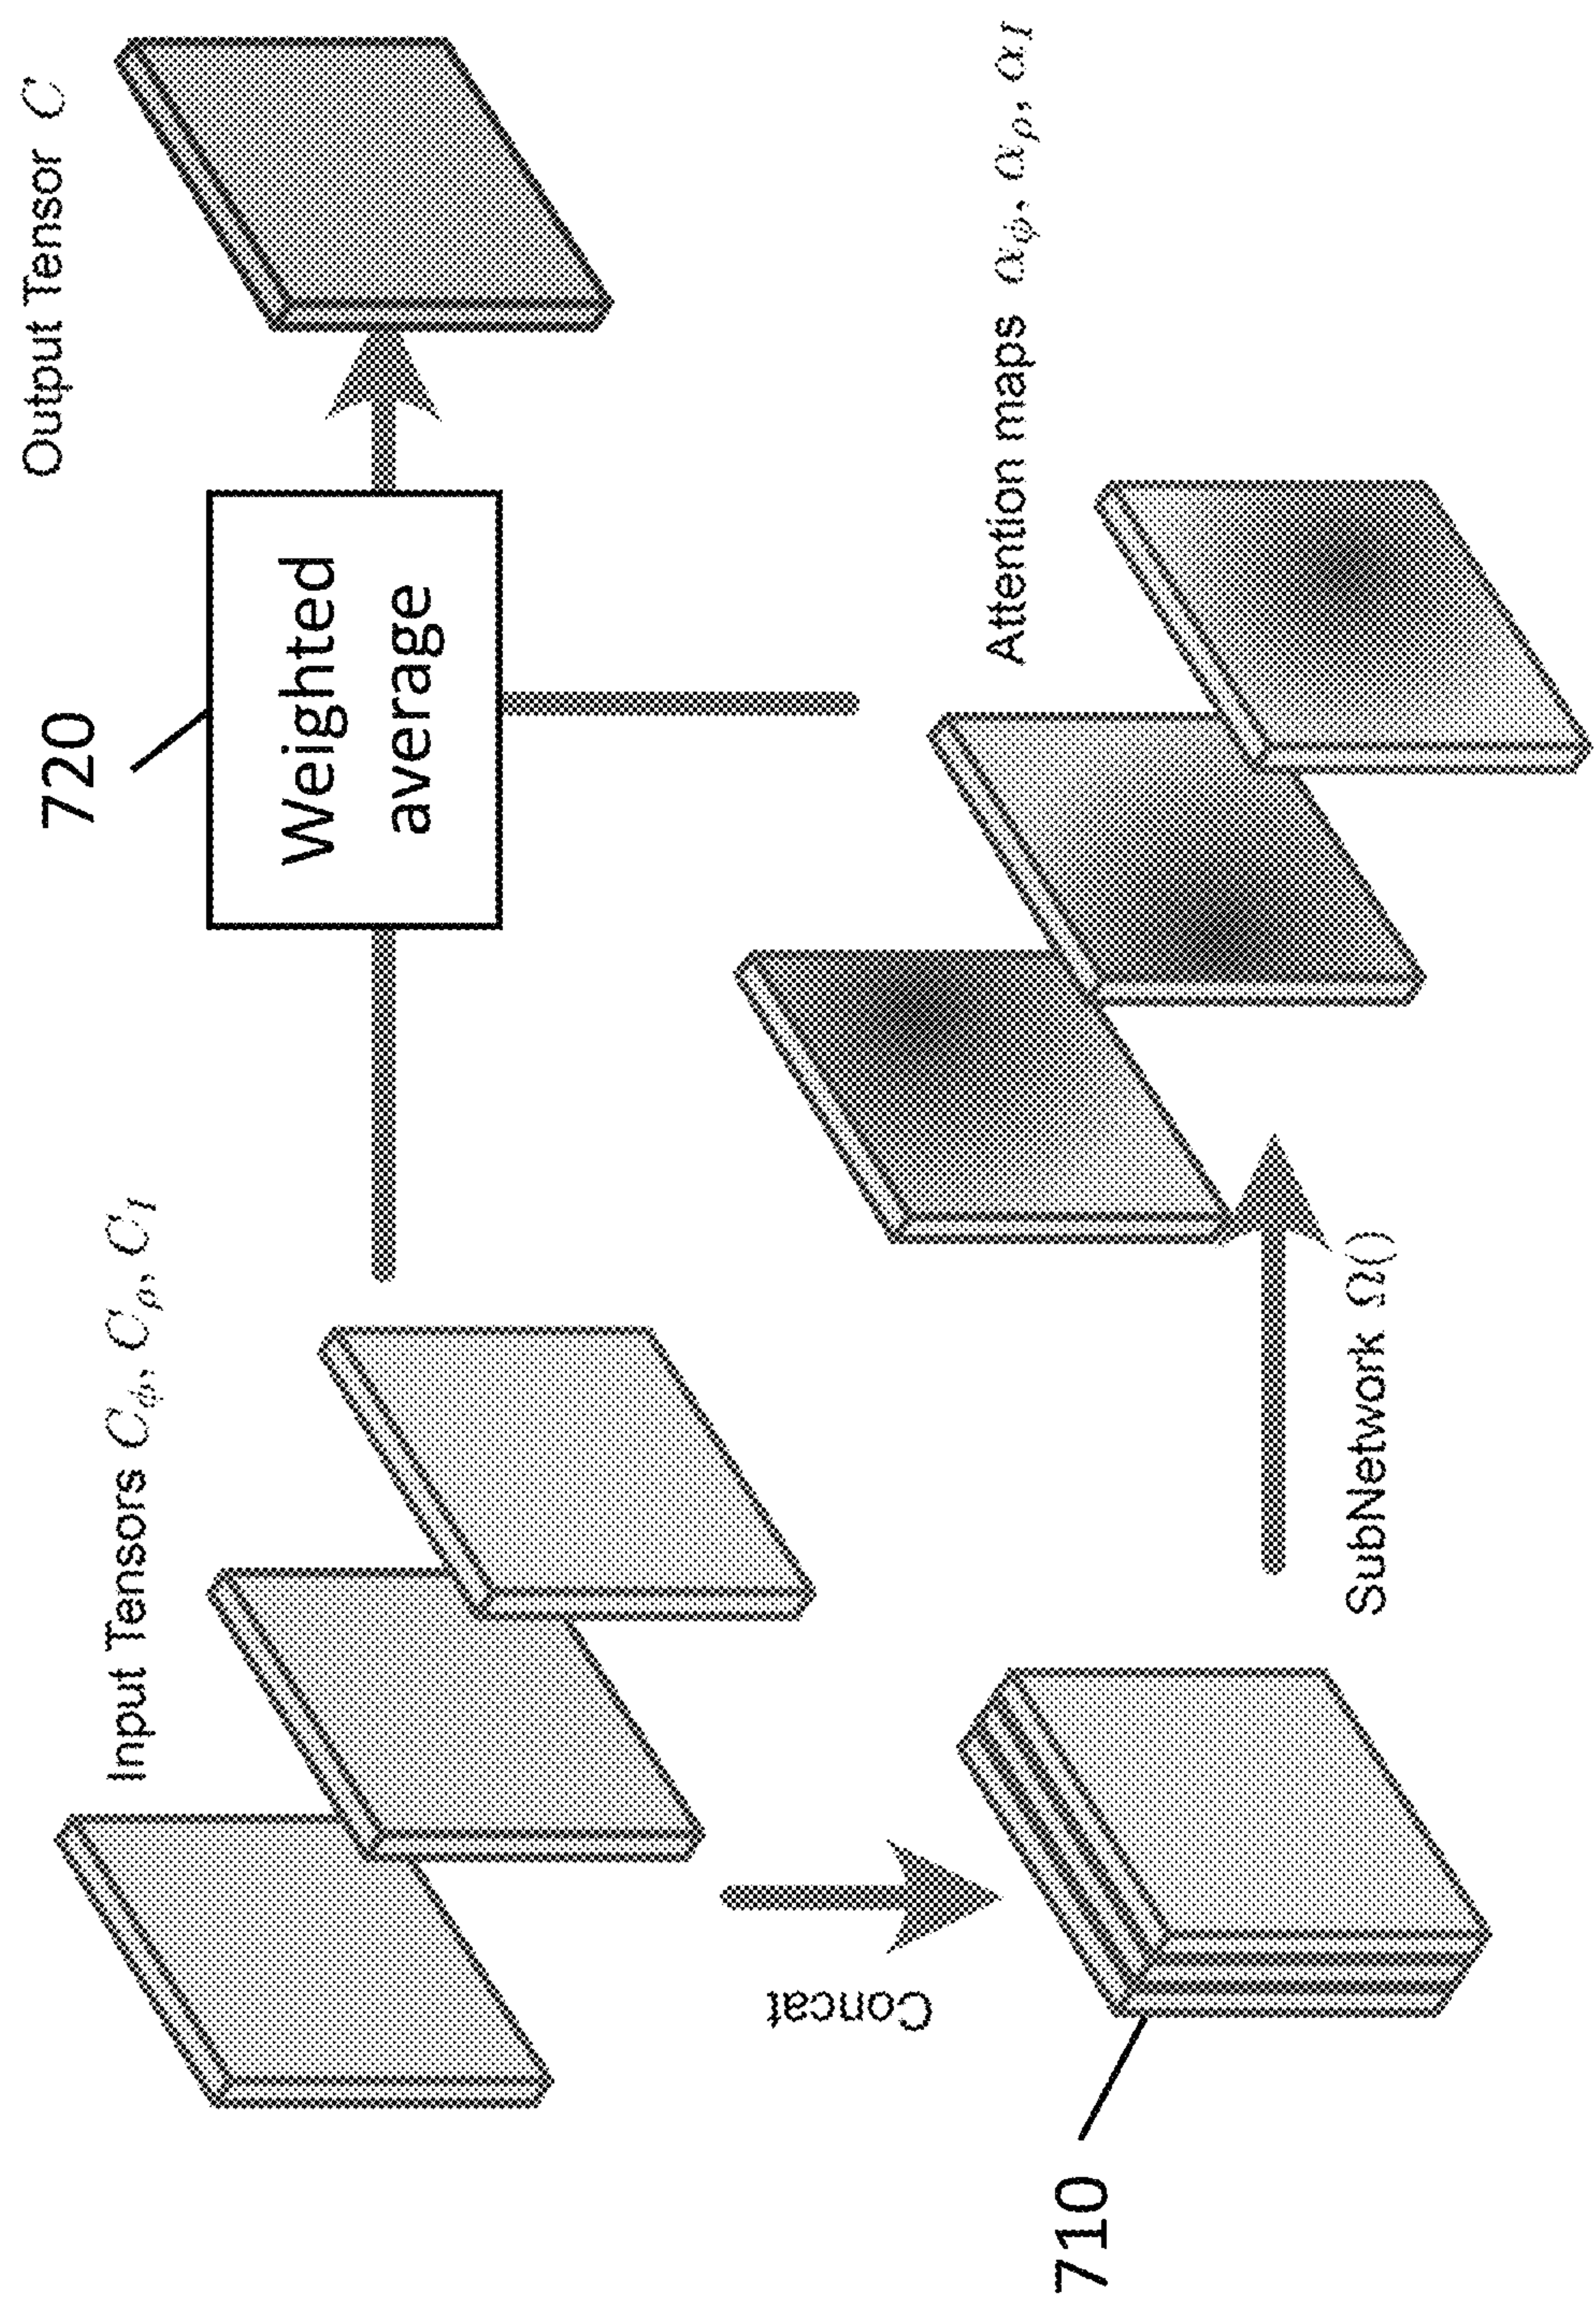 Input Tensors C_ϕ, C_ρ, C_I
720
Output Tensor C
Weighted
average
Concat
710
SubNetwork Ω()
Attention maps α_ϕ, α_ρ, α_I